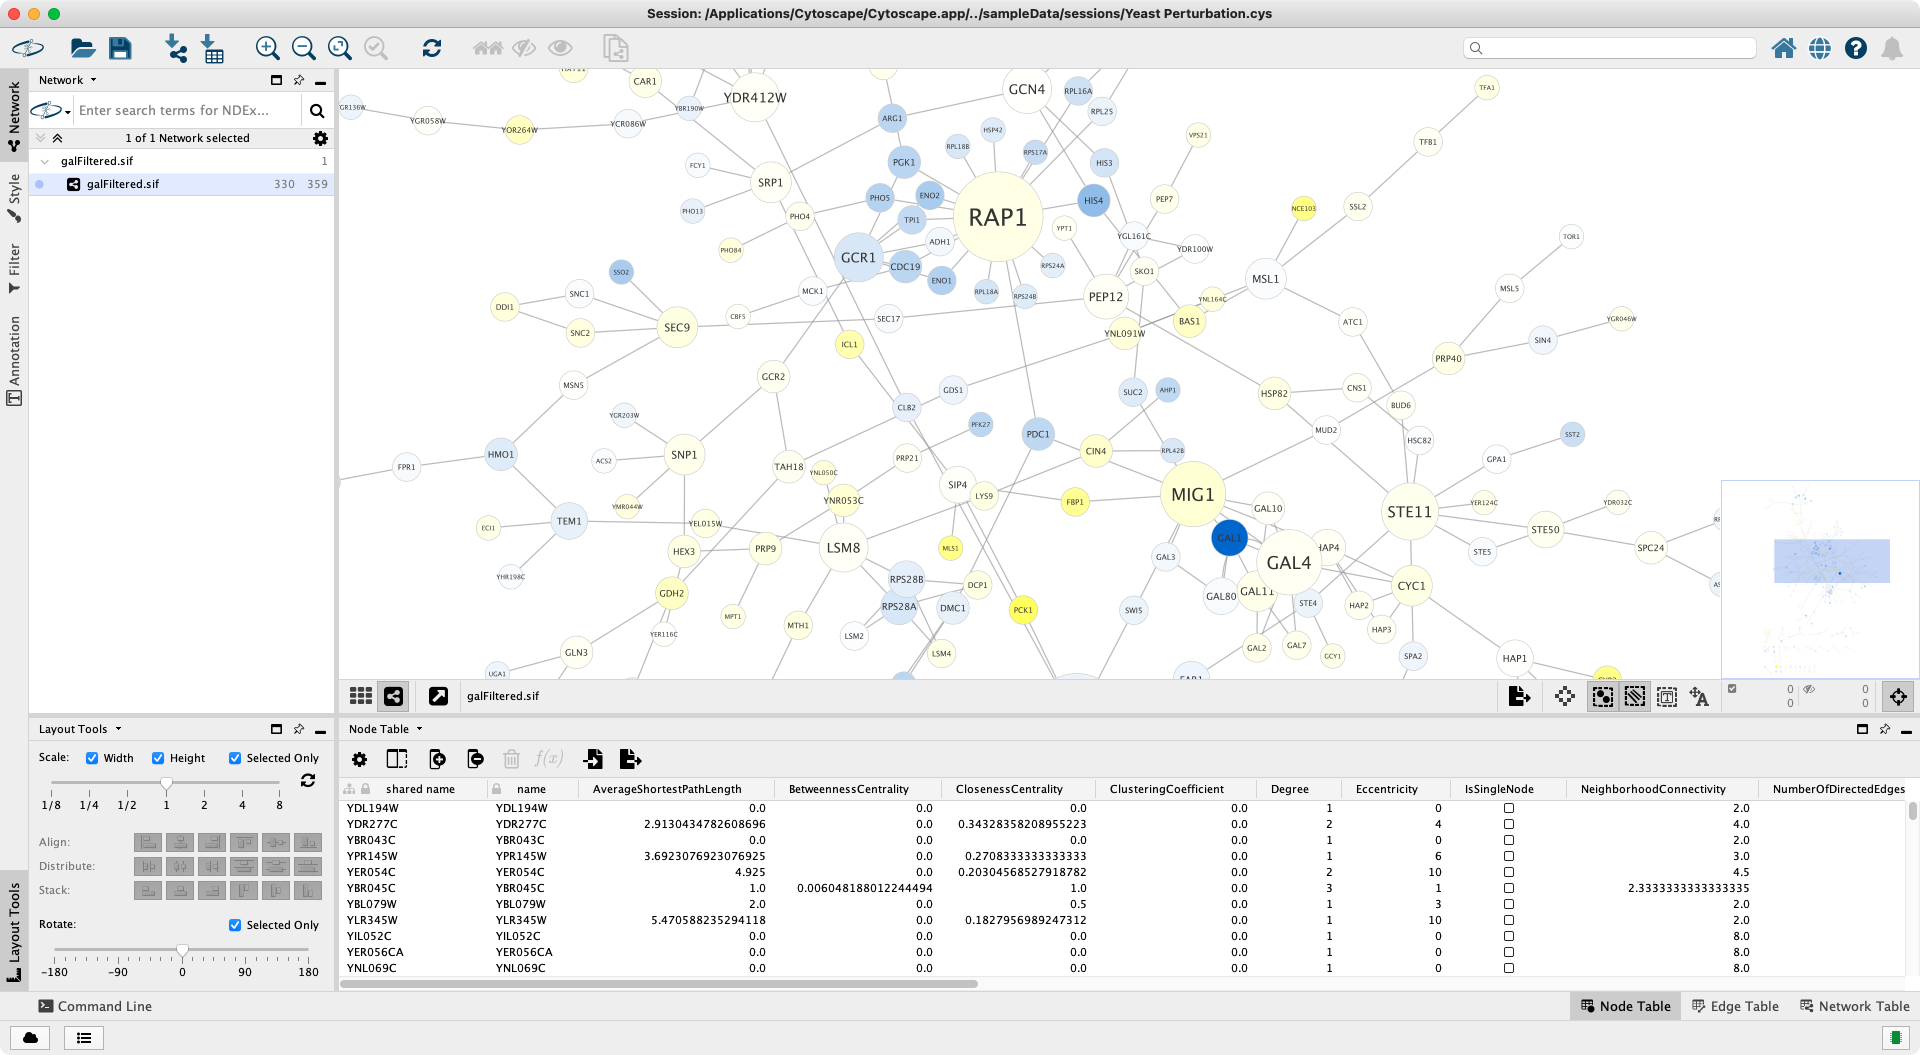 Session: /Applications/Cytoscape/Cytoscape.app/../sampleData/sessions/Yeast Perturbation.cys
Network
Enter search terms for NDEx...
1 of 1 Network selected
galFiltered.sif 1
galFiltered.sif 330 359
Network
Style
Filter
Annotation
Layout Tools
CAR1
YDR412W
GCN4
RPL16A
TFA1
YGR136W
YGR058W
YOR264W
YCR086W
YBR190W
ARG1
RPL25
HSP42
VPS21
TFB1
RPL18B
RPS17A
FCY1
PGK1
HIS3
SRP1
PHO5
ENO2
HIS4
PEP7
NCE103
SSL2
PHO13
PHO4
TPI1
RAP1
YPT1
YGL161C
TOR1
PHO84
ADH1
YDR100W
GCR1
CDC19
RPS24A
SKO1
SSO2
ENO1
MSL1
SNC1
MCK1
RPL18A
RPS24B
PEP12
YNL164C
MSL5
DDI1
CBF5
SEC17
BAS1
ATC1
YGR046W
SNC2
SEC9
YNL091W
SIN4
ICL1
PRP40
MSN5
GCR2
GDS1
SUC2
AHP1
HSP82
CNS1
YGR203W
CLB2
BUD6
PFK27
PDC1
MUD2
HSC82
SST2
HMO1
SNP1
PRP21
CIN4
RPL42B
GPA1
FPR1
ACS2
TAH18
YNL050C
SIP4
LYS9
MIG1
YMR044W
YNR053C
FBP1
GAL10
STE11
YER124C
YDR032C
ECI1
TEM1
YEL015W
HEX3
PRP9
LSM8
MLS1
GAL3
GAL1
HAP4
GAL4
STE5
STE50
SPC24
YHR198C
RPS28B
DCP1
CYC1
GDH2
RPS28A
DMC1
PCK1
SWI5
GAL80
GAL11
STE4
HAP2
MPT1
MTH1
LSM2
HAP3
YER116C
GLN3
LSM4
GAL2
GAL7
GCY1
SPA2
HAP1
UGA1
galFiltered.sif
0 0
0 0
Layout Tools
Scale: Width Height Selected Only
1/8 1/4 1/2 1 2 4 8
Align:
Distribute:
Stack:
Rotate: Selected Only
-180 -90 0 90 180
Node Table
f(x)
shared name name AverageShortestPathLength BetweennessCentrality ClosenessCentrality ClusteringCoefficient Degree Eccentricity IsSingleNode NeighborhoodConnectivity NumberOfDirectedEdges
YDL194W YDL194W 0.0 0.0 0.0 0.0 1 0 2.0
YDR277C YDR277C 2.9130434782608696 0.0 0.34328358208955223 0.0 2 4 4.0
YBR043C YBR043C 0.0 0.0 0.0 0.0 1 0 2.0
YPR145W YPR145W 3.6923076923076925 0.0 0.2708333333333333 0.0 1 6 3.0
YER054C YER054C 4.925 0.0 0.20304568527918782 0.0 2 10 4.5
YBR045C YBR045C 1.0 0.006048188012244494 1.0 0.0 3 1 2.3333333333333335
YBL079W YBL079W 2.0 0.0 0.5 0.0 1 3 2.0
YLR345W YLR345W 5.470588235294118 0.0 0.1827956989247312 0.0 1 10 2.0
YIL052C YIL052C 0.0 0.0 0.0 0.0 1 0 8.0
YER056CA YER056CA 0.0 0.0 0.0 0.0 1 0 8.0
YNL069C YNL069C 0.0 0.0 0.0 0.0 1 0 8.0
Command Line
Node Table Edge Table Network Table